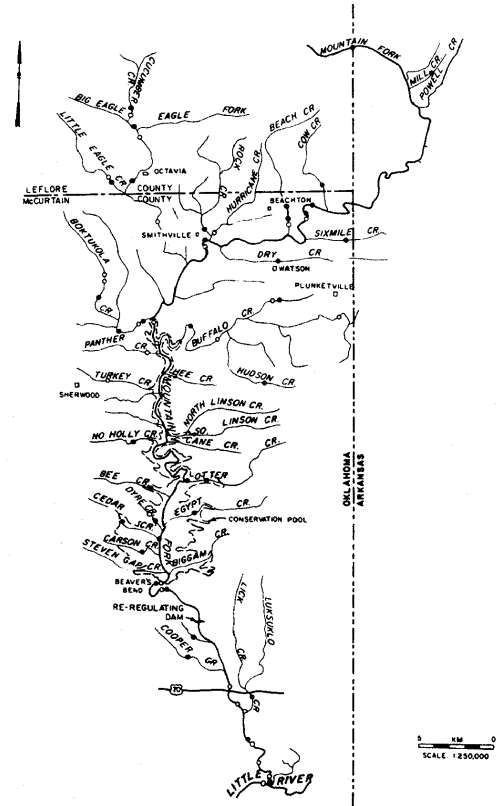 MOUNTAIN FORK
MILL CR.
POWELL CR
CUCUMBER CR.
BIG EAGLE
EAGLE FORK
LITTLE EAGLE CR
OCTAVIA
ROCK CR.
HURRICANE CR.
BEACH CR.
COW CR.
LEFLORE COUNTY
McCURTAIN COUNTY
BEACHTON
SMITHVILLE
SIXMILE CR.
DRY CR
WATSON
BOKTUKOLA CR
PLUNKETVILLE
BUFFALO CR.
PANTHER CR.
TURKEY CR.
HEE CR.
HUDSON CR.
SHERWOOD
MOUNTAIN
NORTH LINSON CR.
SO. LINSON CR.
NO HOLLY CR.
CANE CR.
OTTER CR.
OKLAHOMA
ARKANSAS
BEE CR.
DYRE CR.
EGYPT CR.
CEDAR CR.
CONSERVATION POOL
CARSON CR.
FORK
STEVEN GAP CR.
BIGGAM CR.
BEAVER'S
BEND
RE-REGULATING
DAM
LICK CR
LUKSUKLO CR
COOPER CR
70
5 KM 0
SCALE 1:250,000
LITTLE RIVER